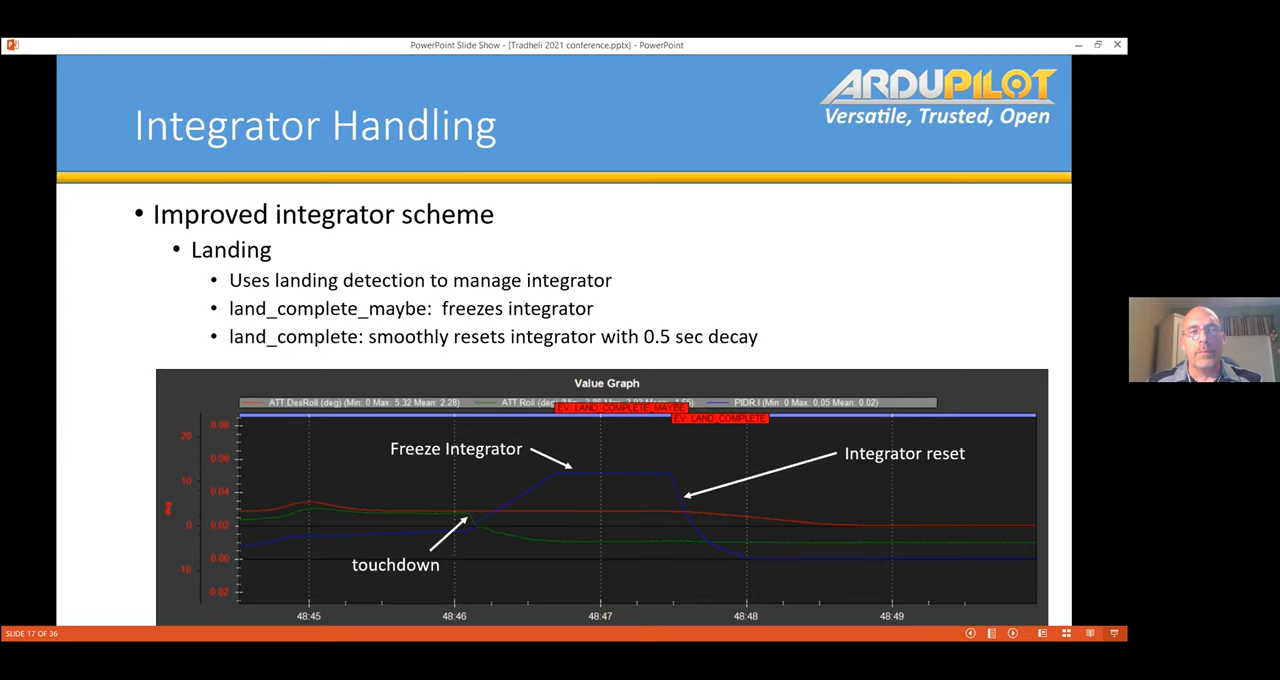 PowerPoint Slide Show - [Tradheli 2021 conference.pptx] - PowerPoint
ARDUPILOT
Versatile, Trusted, Open
Integrator Handling
• Improved integrator scheme
• Landing
• Uses landing detection to manage integrator
• land_complete_maybe: freezes integrator
• land_complete: smoothly resets integrator with 0.5 sec decay
Value Graph
ATT DesRoll (deg) (Min: 0 Max: 5.32 Mean: 2.28) ATT Roll (deg) PIDR.I (Min: 0 Max: 0.05 Mean: 0.02)
EV: LAND_COMPLETE_MAYBE
EV: LAND_COMPLETE
Freeze Integrator
Integrator reset
touchdown
deg
20
10
0
-10
0.08
0.06
0.04
0.02
0.00
-0.02
48:45 48:46 48:47 48:48 48:49
SLIDE 17 OF 36